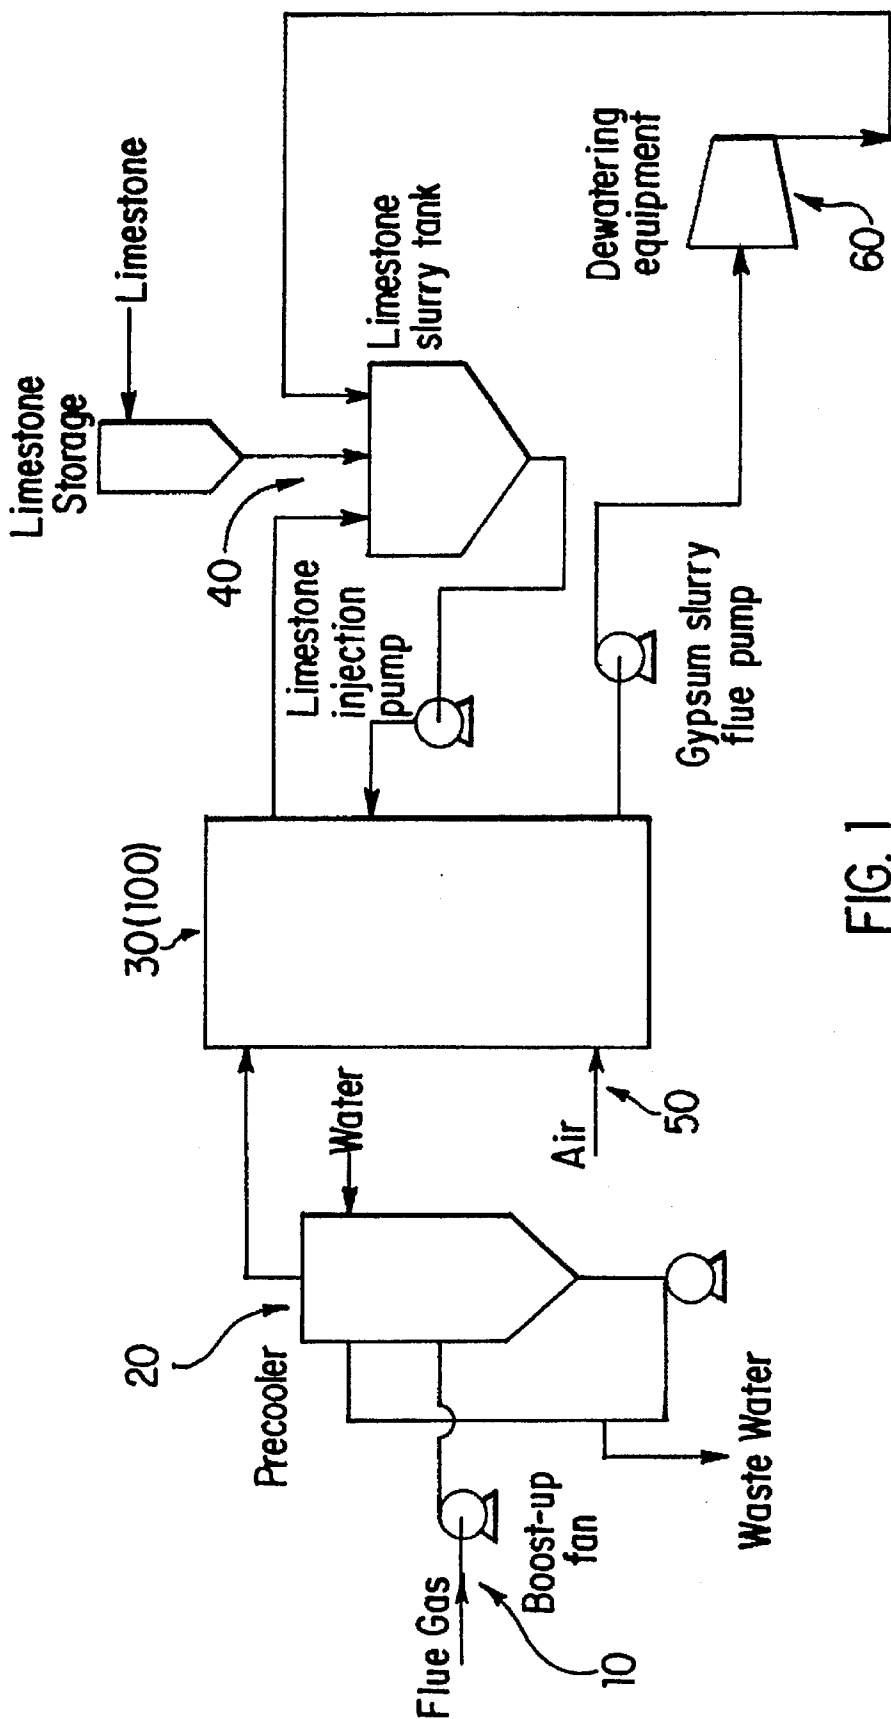 Limestone
Storage
Limestone
40
Limestone
slurry tank
Limestone
injection
pump
30(100)
Dewatering
equipment
60
Gypsum slurry
flue pump
Water
Air
50
20
Precooler
Flue Gas
10
Boost-up
fan
Waste Water
FIG. 1